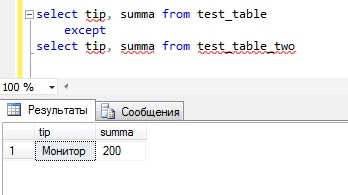 select tip, summa from test_table
except
select tip, summa from test_table_two
100 %
Результаты Сообщения
tip summa
1 Монитор 200